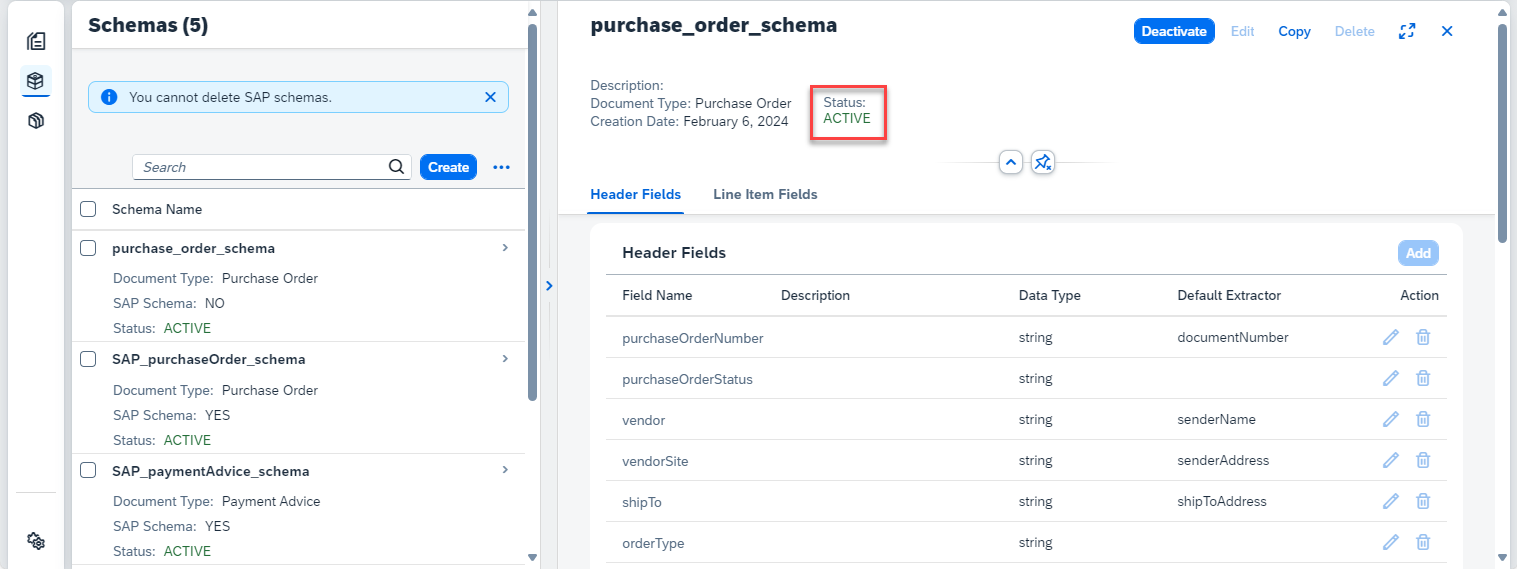 Schemas (5)
You cannot delete SAP schemas.
Search
Create
Schema Name
purchase_order_schema
Document Type: Purchase Order
SAP Schema: NO
Status: ACTIVE
SAP_purchaseOrder_schema
Document Type: Purchase Order
SAP Schema: YES
Status: ACTIVE
SAP_paymentAdvice_schema
Document Type: Payment Advice
SAP Schema: YES
Status: ACTIVE
purchase_order_schema
Deactivate Edit Copy Delete
Description:
Document Type: Purchase Order
Creation Date: February 6, 2024
Status:
ACTIVE
Header Fields Line Item Fields
Header Fields Add
Field Name Description Data Type Default Extractor Action
purchaseOrderNumber string documentNumber
purchaseOrderStatus string
vendor string senderName
vendorSite string senderAddress
shipTo string shipToAddress
orderType string